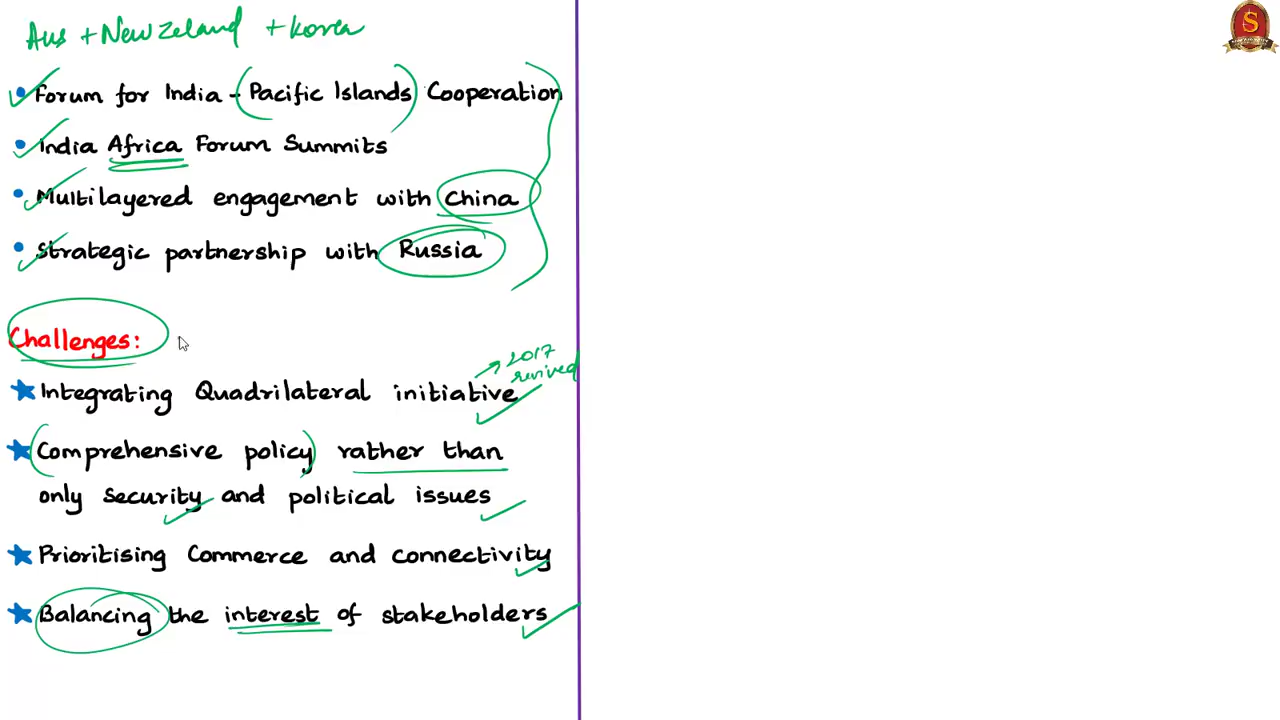 Aus + New Zeland + Korea
Forum for India - (Pacific Islands) Cooperation
India Africa Forum Summits
Multilayered engagement with China
Strategic partnership with Russia
Challenges:
→ 2017
revived
Integrating Quadrilateral initiative
(Comprehensive policy) rather than
only security and political issues
Prioritising Commerce and connectivity
Balancing the interest of stakeholders
S